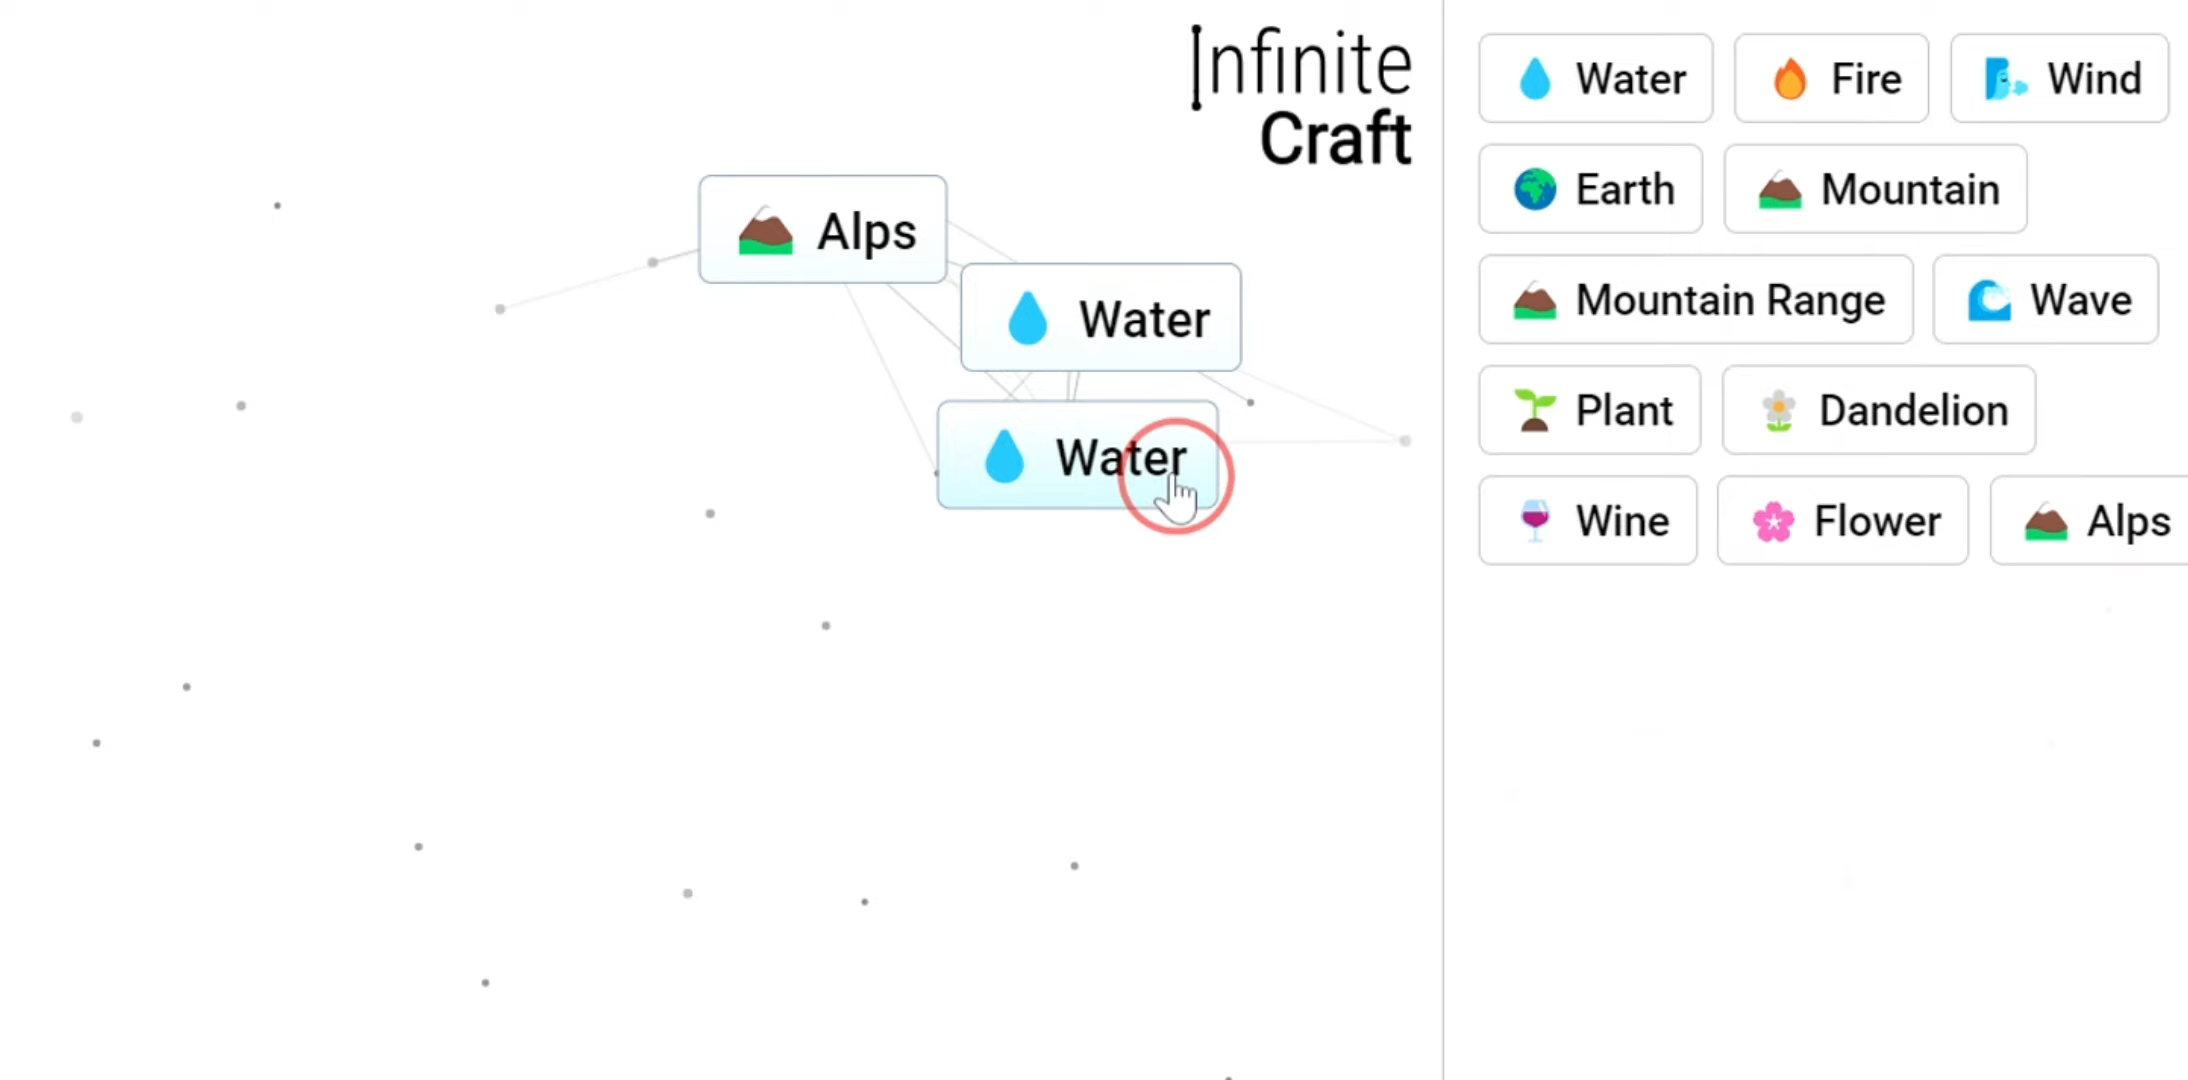 Infinite
Craft
Alps
Water
Water
Water Fire Wind
Earth Mountain
Mountain Range Wave
Plant Dandelion
Wine Flower Alps